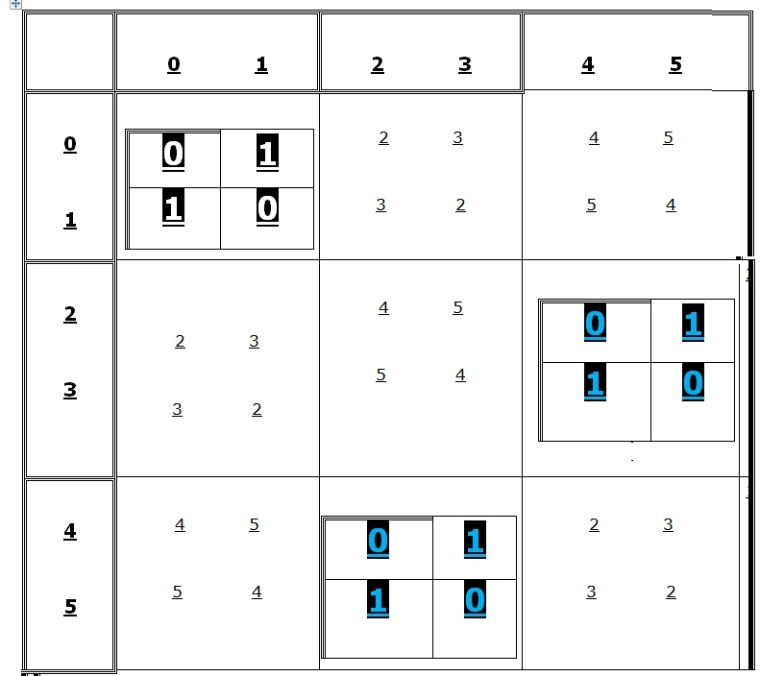 0 1 2 3 4 5
0 0 1 2 3 4 5
1 1 0 3 2 5 4
2 2 3 4 5 0 1
3 3 2 5 4 1 0
4 4 5 0 1 2 3
5 5 4 1 0 3 2